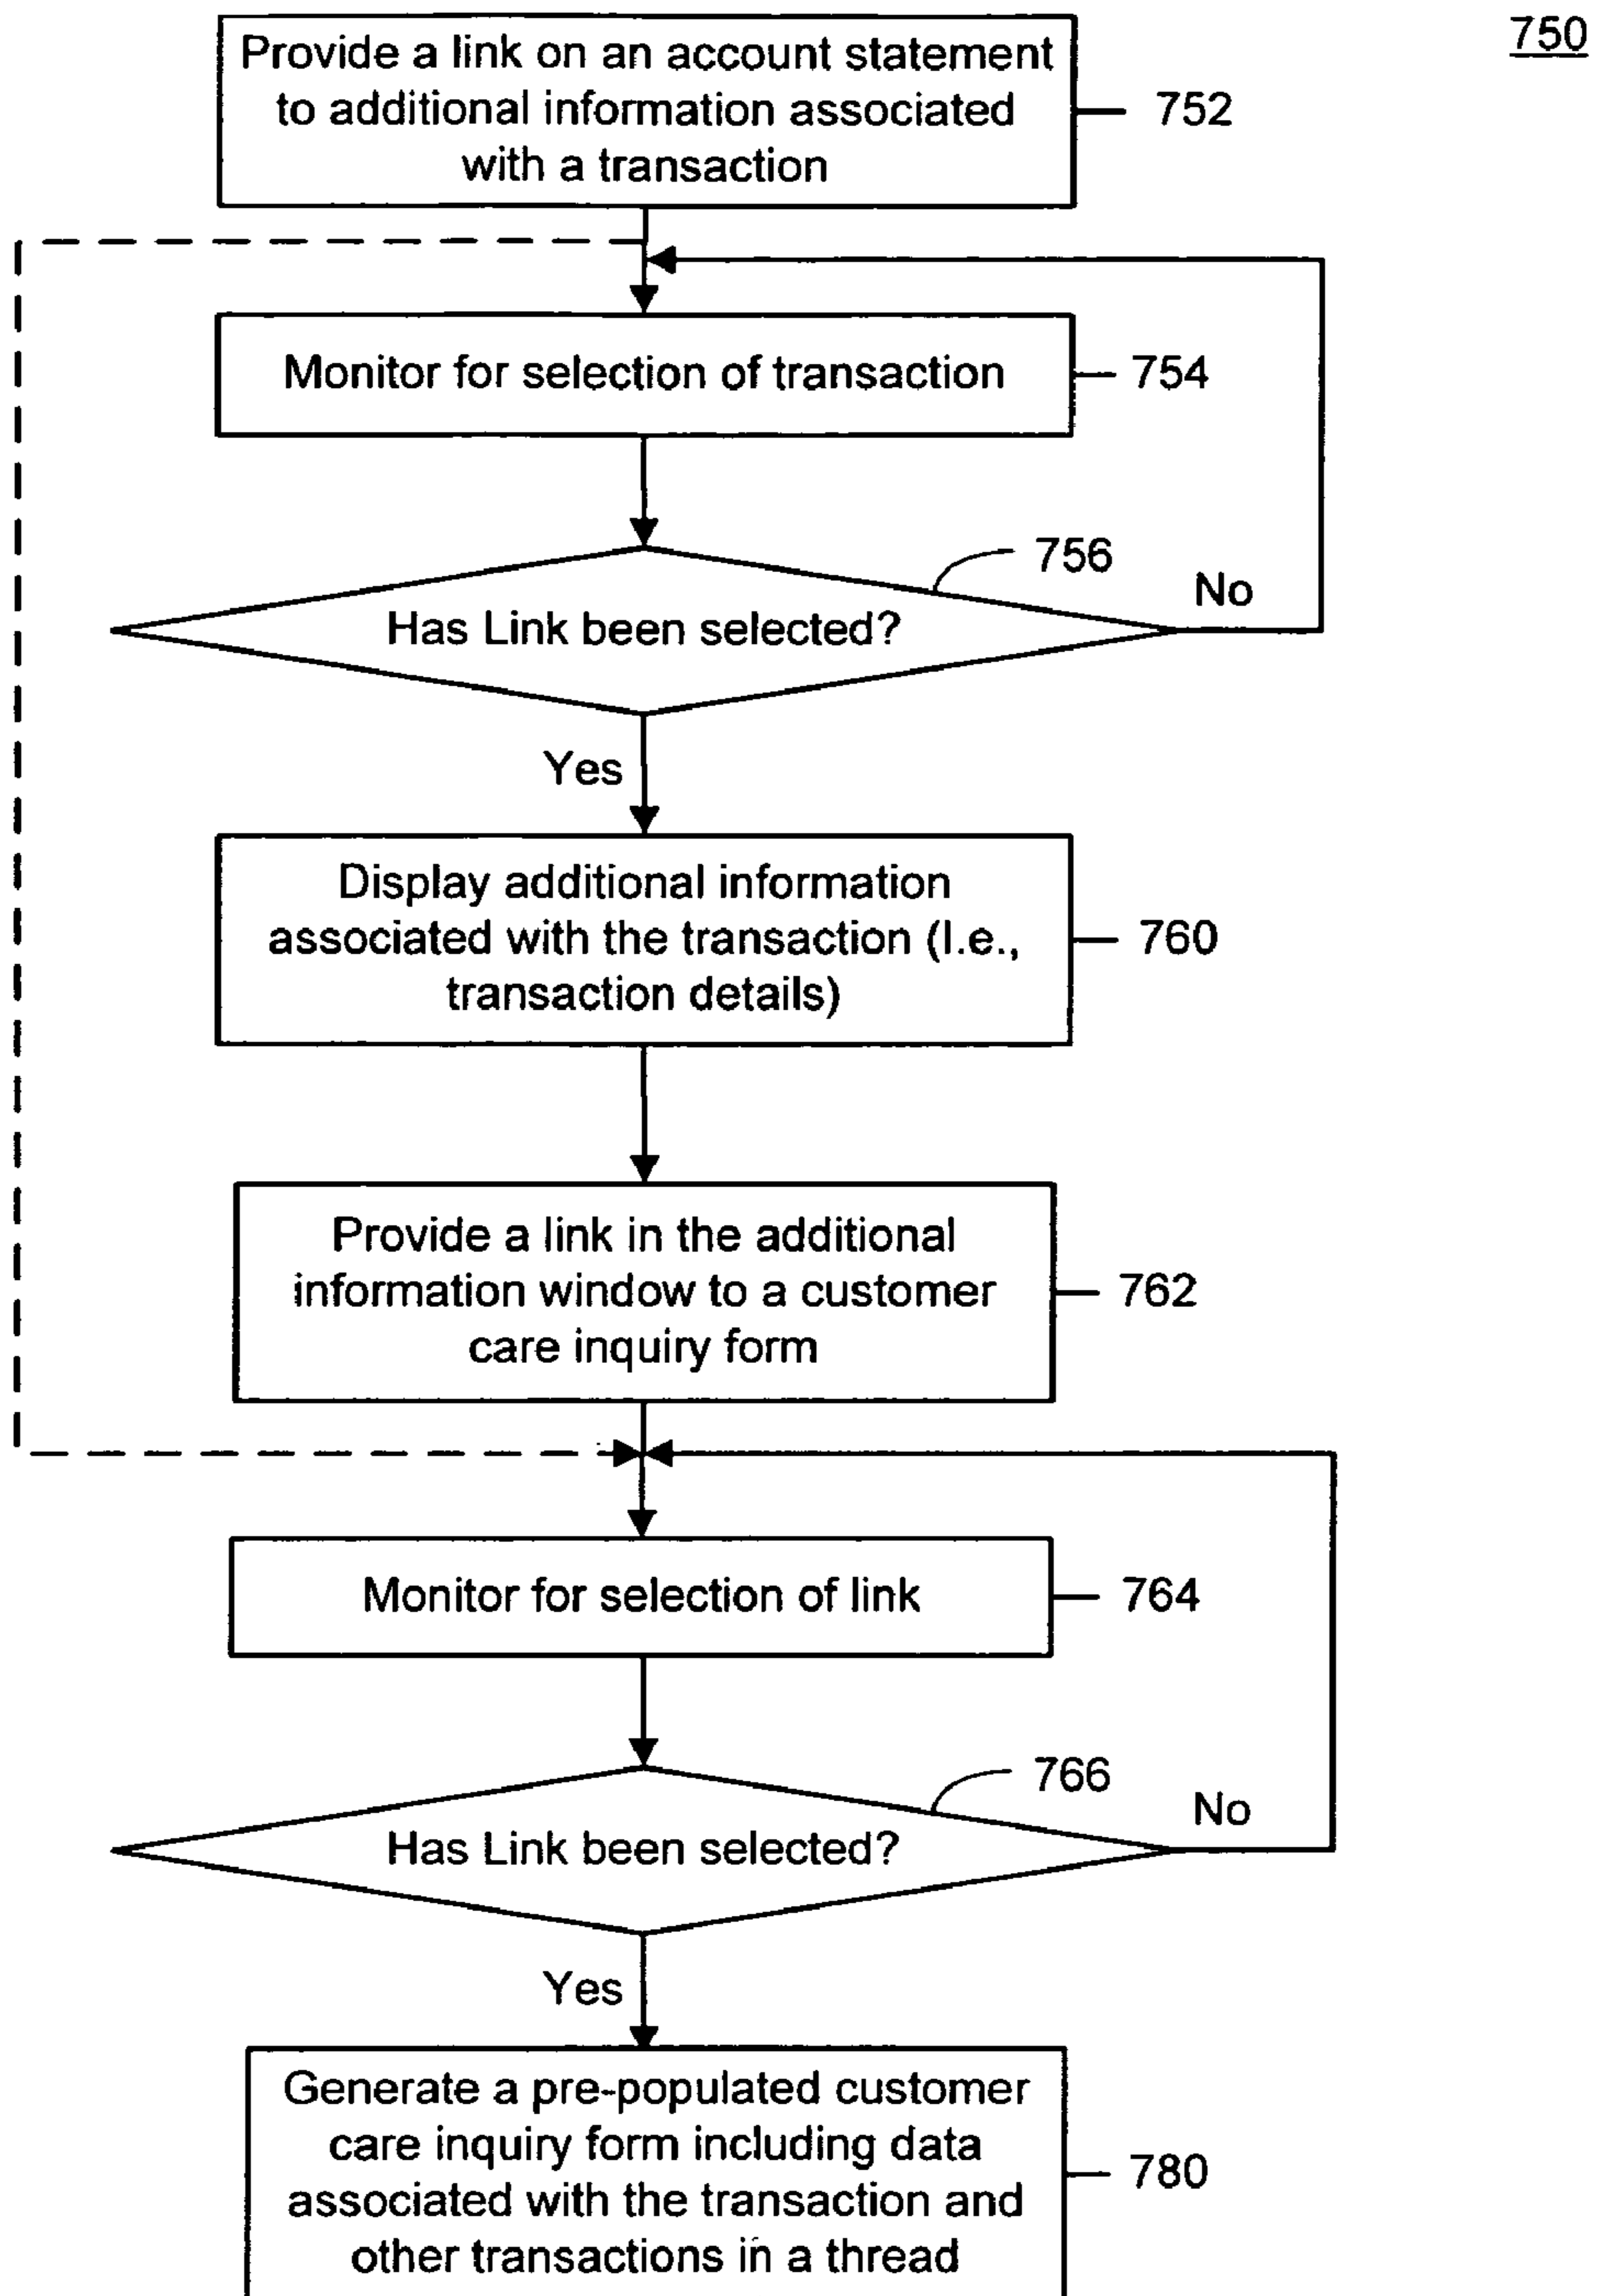 750
Provide a link on an account statement
to additional information associated
with a transaction
752
Monitor for selection of transaction
754
756
No
Has Link been selected?
Yes
Display additional information
associated with the transaction (I.e.,
transaction details)
760
Provide a link in the additional
information window to a customer
care inquiry form
762
Monitor for selection of link
764
766
No
Has Link been selected?
Yes
Generate a pre-populated customer
care inquiry form including data
associated with the transaction and
other transactions in a thread
780